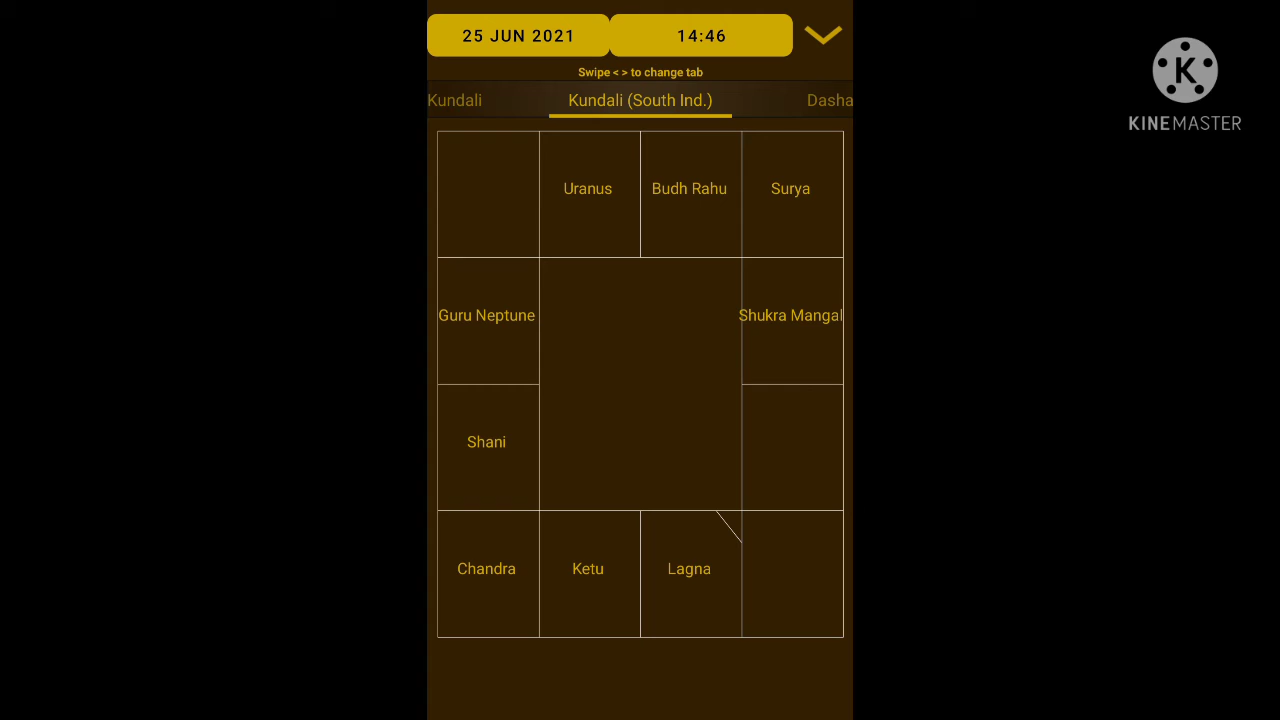 25 JUN 2021 14:46
Swipe < > to change tab
Kundali Kundali (South Ind.) Dasha
Uranus Budh Rahu Surya
Guru Neptune Shukra Mangal
Shani
Chandra Ketu Lagna
K
KINEMASTER